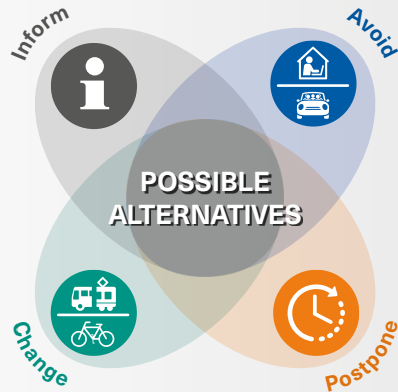 Inform
Avoid
POSSIBLE
ALTERNATIVES
Change
Postpone